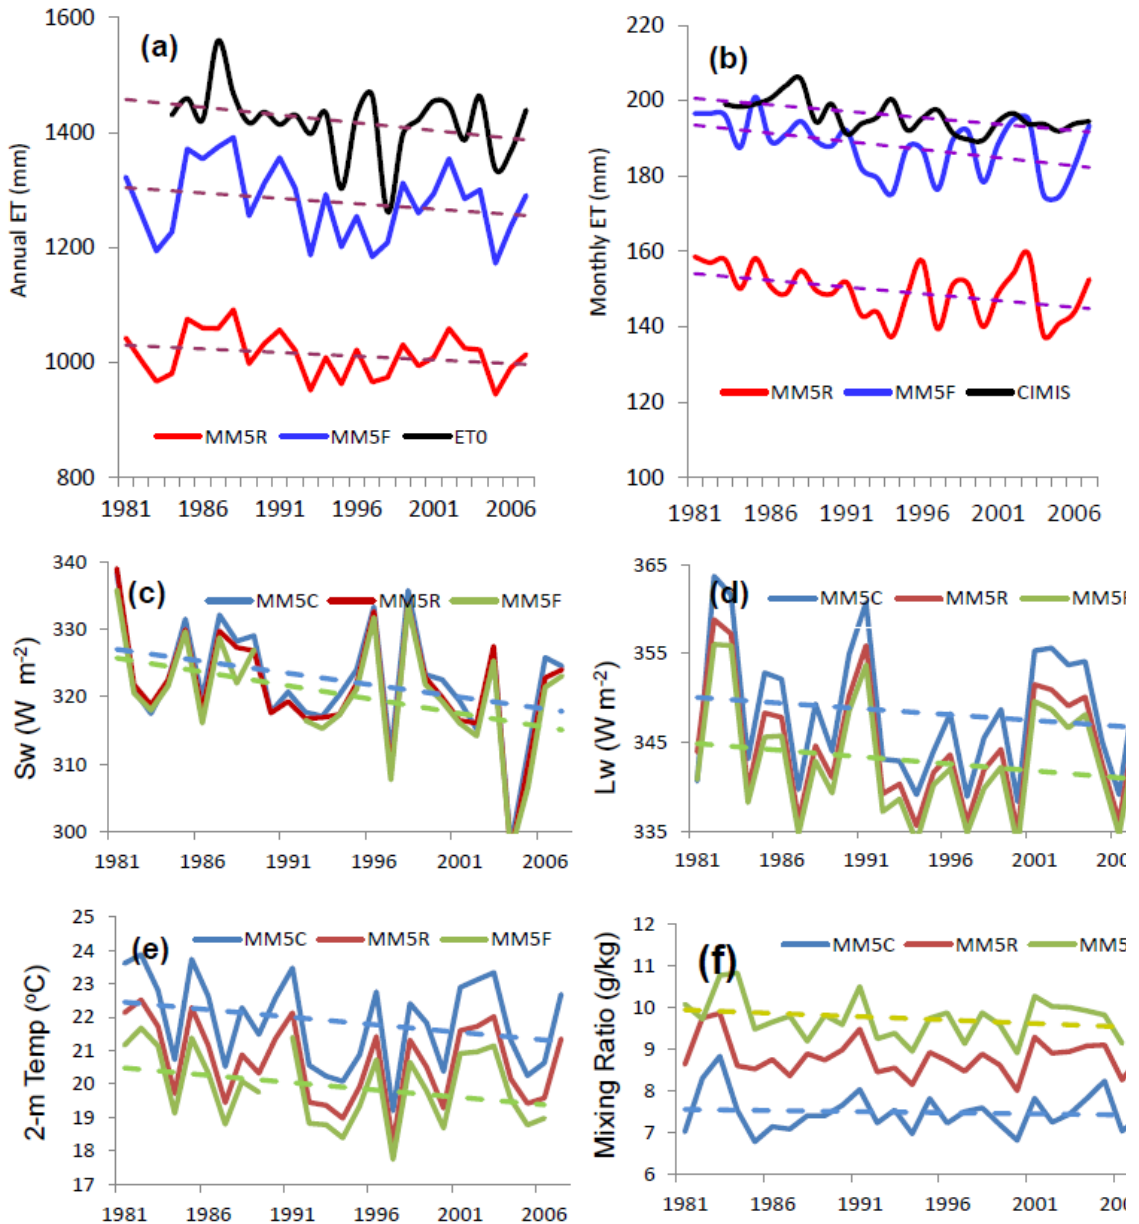 (a)
Annual ET (mm)
1600
1400
1200
1000
800
MM5R MM5F ET0
1981 1986 1991 1996 2001 2006
(b)
Monthly ET (mm)
220
200
180
160
140
120
100
MM5R MM5F CIMIS
1981 1986 1991 1996 2001 2006
(c)
Sw (W m-2)
340
330
320
310
300
MM5C MM5R MM5F
1981 1986 1991 1996 2001 2006
(d)
Lw (W m-2)
365
355
345
335
MM5C MM5R MM5F
1981 1986 1991 1996 2001 200
(e)
2-m Temp (ºC)
25
24
23
22
21
20
19
18
17
MM5C MM5R MM5F
1981 1986 1991 1996 2001 2006
(f)
Mixing Ratio (g/kg)
12
11
10
9
8
7
6
MM5C MM5R MM5
1981 1986 1991 1996 2001 200